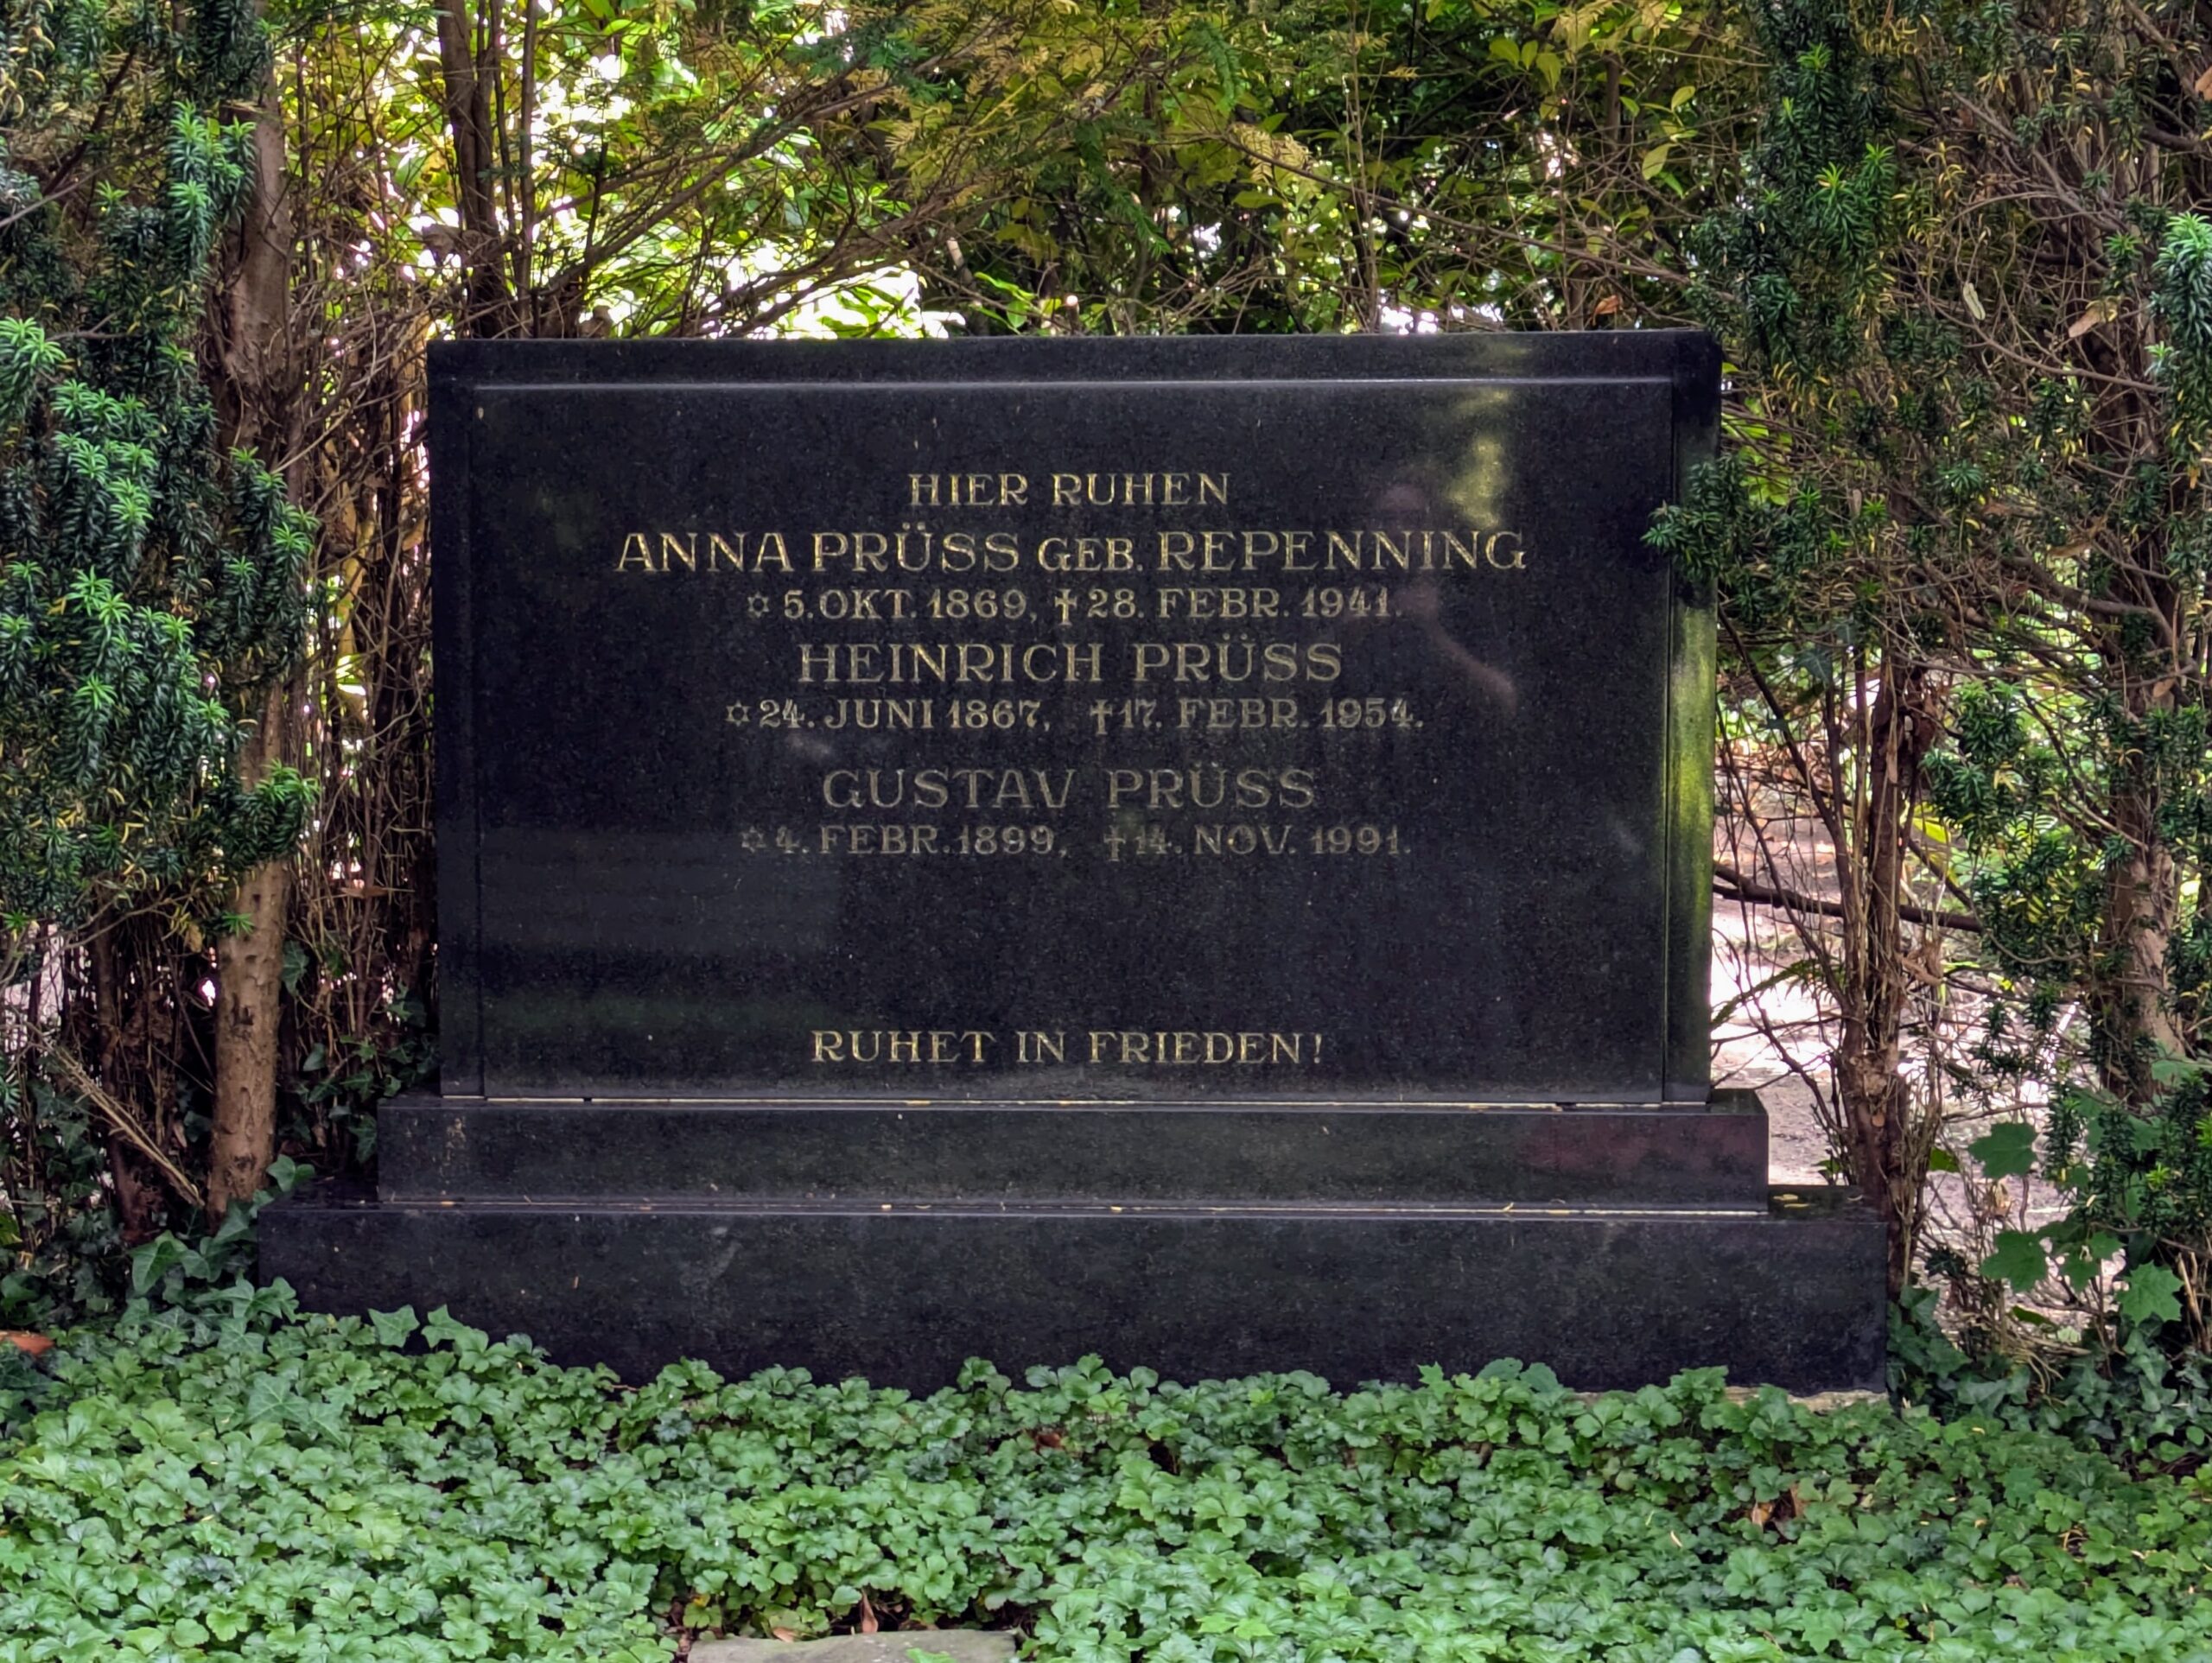 HIER RUHEN
ANNA PRÜSS GEB. REPENNING
✡ 5. OKT. 1869, ✝ 28. FEBR. 1941.
HEINRICH PRÜSS
✡ 24. JUNI 1867, ✝ 17. FEBR. 1954.
GUSTAV PRÜSS
✡ 4. FEBR. 1899, ✝ 14. NOV. 1991.
RUHET IN FRIEDEN!